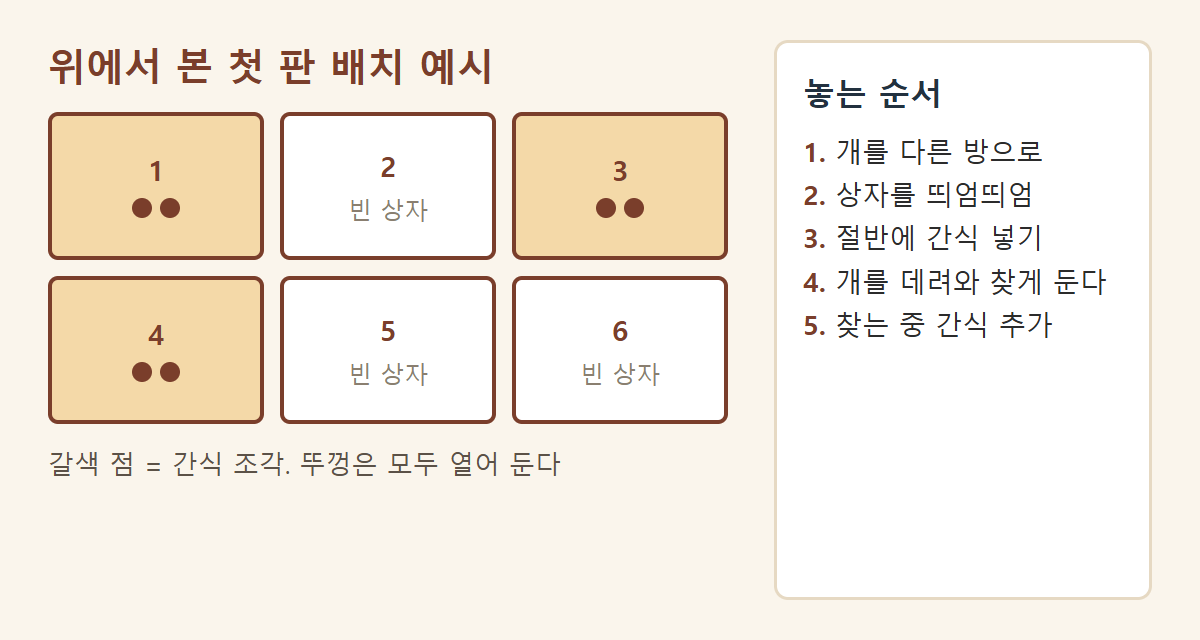 위에서 본 첫 판 배치 예시
1
2
빈 상자
3
4
5
빈 상자
6
빈 상자
갈색 점 = 간식 조각. 뚜껑은 모두 열어 둔다
놓는 순서
1. 개를 다른 방으로
2. 상자를 띄엄띄엄
3. 절반에 간식 넣기
4. 개를 데려와 찾게 둔다
5. 찾는 중 간식 추가